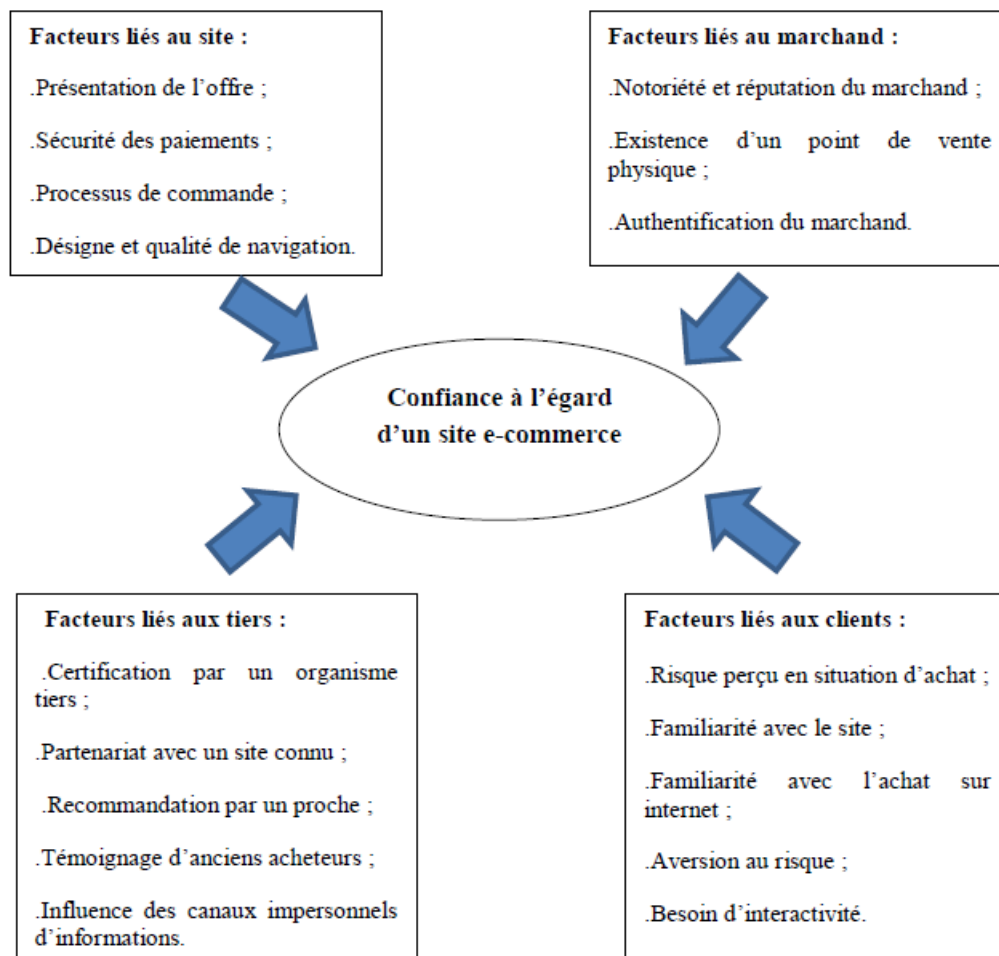 Facteurs liés au site :
.Présentation de l’offre ;
.Sécurité des paiements ;
.Processus de commande ;
.Désigne et qualité de navigation.
Facteurs liés au marchand :
.Notoriété et réputation du marchand ;
.Existence d’un point de vente
physique ;
.Authentification du marchand.
Confiance à l’égard
d’un site e-commerce
Facteurs liés aux tiers :
.Certification par un organisme
tiers ;
.Partenariat avec un site connu ;
.Recommandation par un proche ;
.Témoignage d’anciens acheteurs ;
.Influence des canaux impersonnels
d’informations.
Facteurs liés aux clients :
.Risque perçu en situation d’achat ;
.Familiarité avec le site ;
.Familiarité avec l’achat sur
internet ;
.Aversion au risque ;
.Besoin d’interactivité.